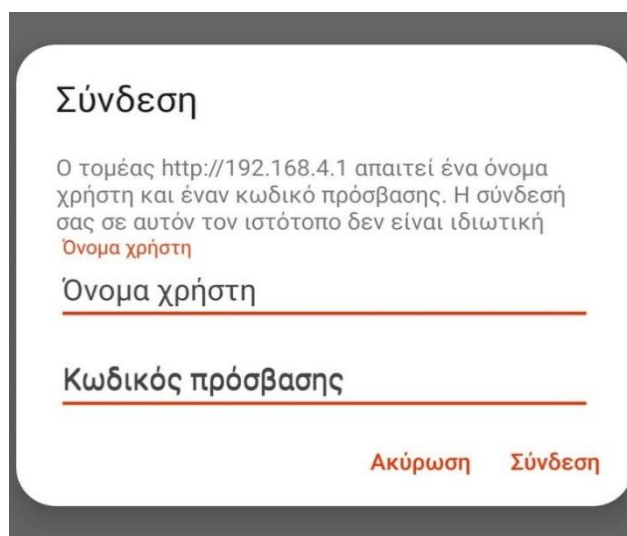 Σύνδεση
Ο τομέας http://192.168.4.1 απαιτεί ένα όνομα
χρήστη και έναν κωδικό πρόσβασης. Η σύνδεσή
σας σε αυτόν τον ιστότοπο δεν είναι ιδιωτική
Όνομα χρήστη
Όνομα χρήστη
Κωδικός πρόσβασης
Ακύρωση Σύνδεση